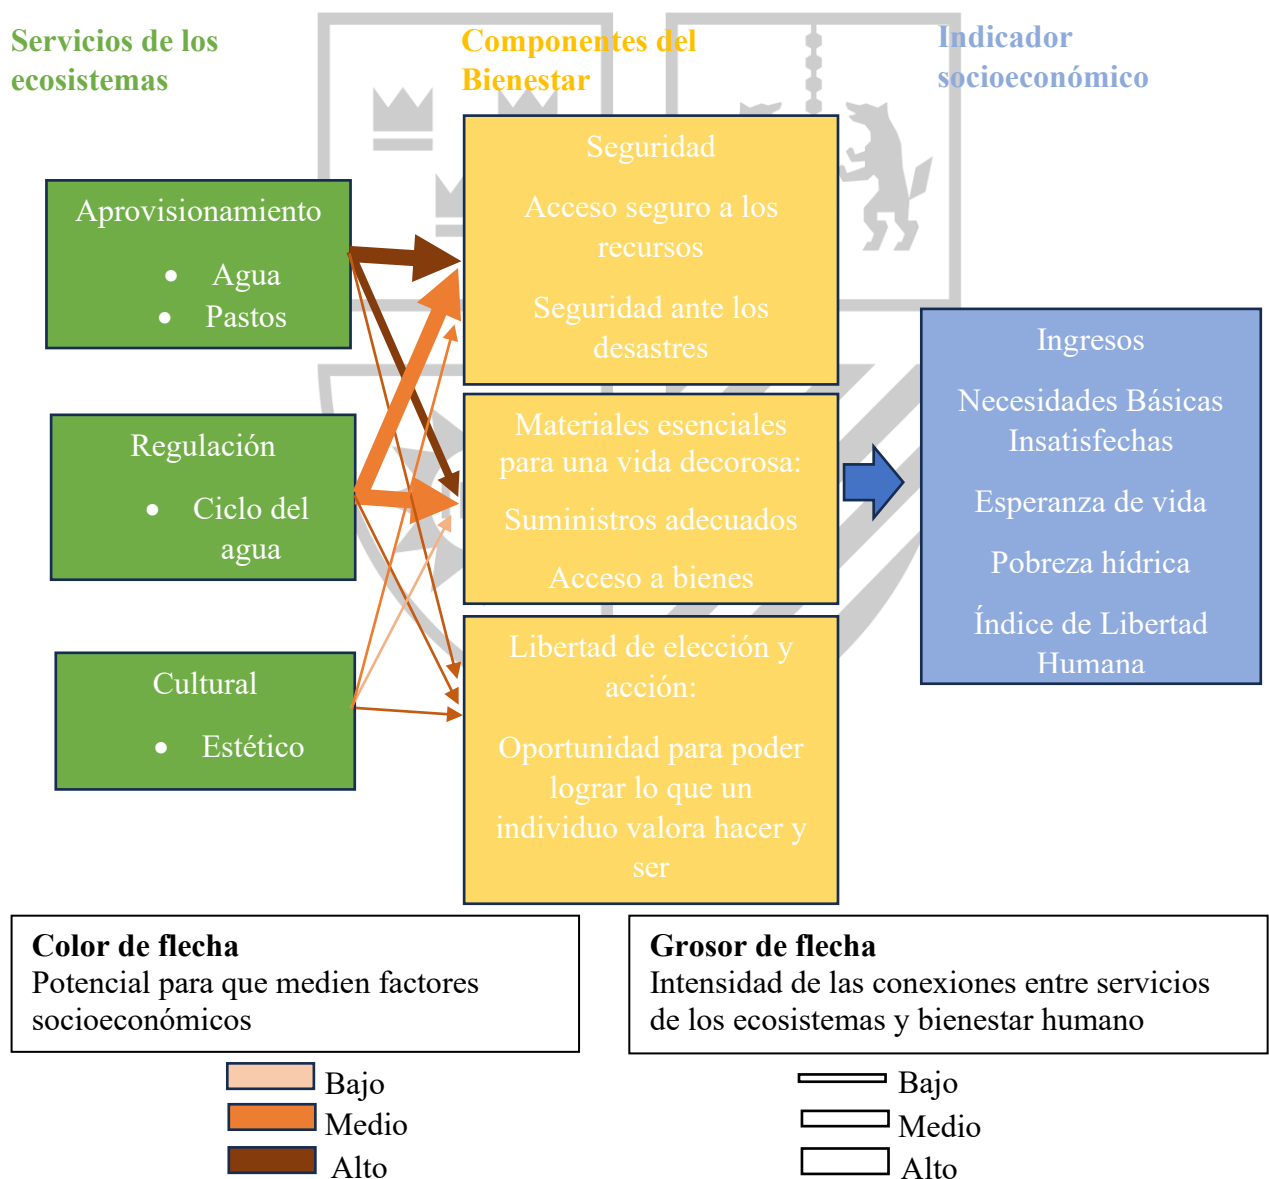 Servicios de los
ecosistemas
Componentes del
Bienestar
Indicador
socioeconómico
Aprovisionamiento
• Agua
• Pastos
Regulación
• Ciclo del
agua
Cultural
• Estético
Seguridad
Acceso seguro a los
recursos
Seguridad ante los
desastres
Materiales esenciales
para una vida decorosa:
Suministros adecuados
Acceso a bienes
Libertad de elección y
acción:
Oportunidad para poder
lograr lo que un
individuo valora hacer y
ser
Ingresos
Necesidades Básicas
Insatisfechas
Esperanza de vida
Pobreza hídrica
Índice de Libertad
Humana
Color de flecha
Potencial para que medien factores
socioeconómicos
Bajo
Medio
Alto
Grosor de flecha
Intensidad de las conexiones entre servicios
de los ecosistemas y bienestar humano
Bajo
Medio
Alto